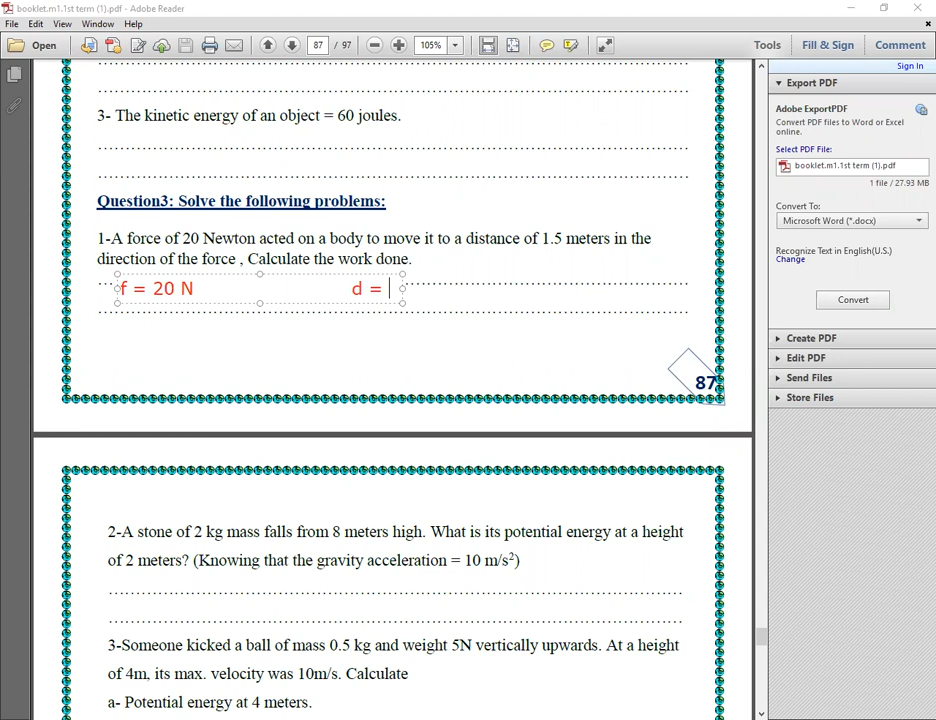 booklet.m1.1st term (1).pdf - Adobe Reader
File Edit View Window Help
Open 87 / 97 105% Tools Fill & Sign Comment
Sign In
3- The kinetic energy of an object = 60 joules.
Question3: Solve the following problems:
1-A force of 20 Newton acted on a body to move it to a distance of 1.5 meters in the
direction of the force , Calculate the work done.
f = 20 N d =
87
2-A stone of 2 kg mass falls from 8 meters high. What is its potential energy at a height
of 2 meters? (Knowing that the gravity acceleration = 10 m/s²)
3-Someone kicked a ball of mass 0.5 kg and weight 5N vertically upwards. At a height
of 4m, its max. velocity was 10m/s. Calculate
a- Potential energy at 4 meters.
Export PDF
Adobe ExportPDF
Convert PDF files to Word or Excel
online.
Select PDF File:
booklet.m1.1st term (1).pdf
1 file / 27.93 MB
Convert To:
Microsoft Word (*.docx)
Recognize Text in English(U.S.)
Change
Convert
Create PDF
Edit PDF
Send Files
Store Files